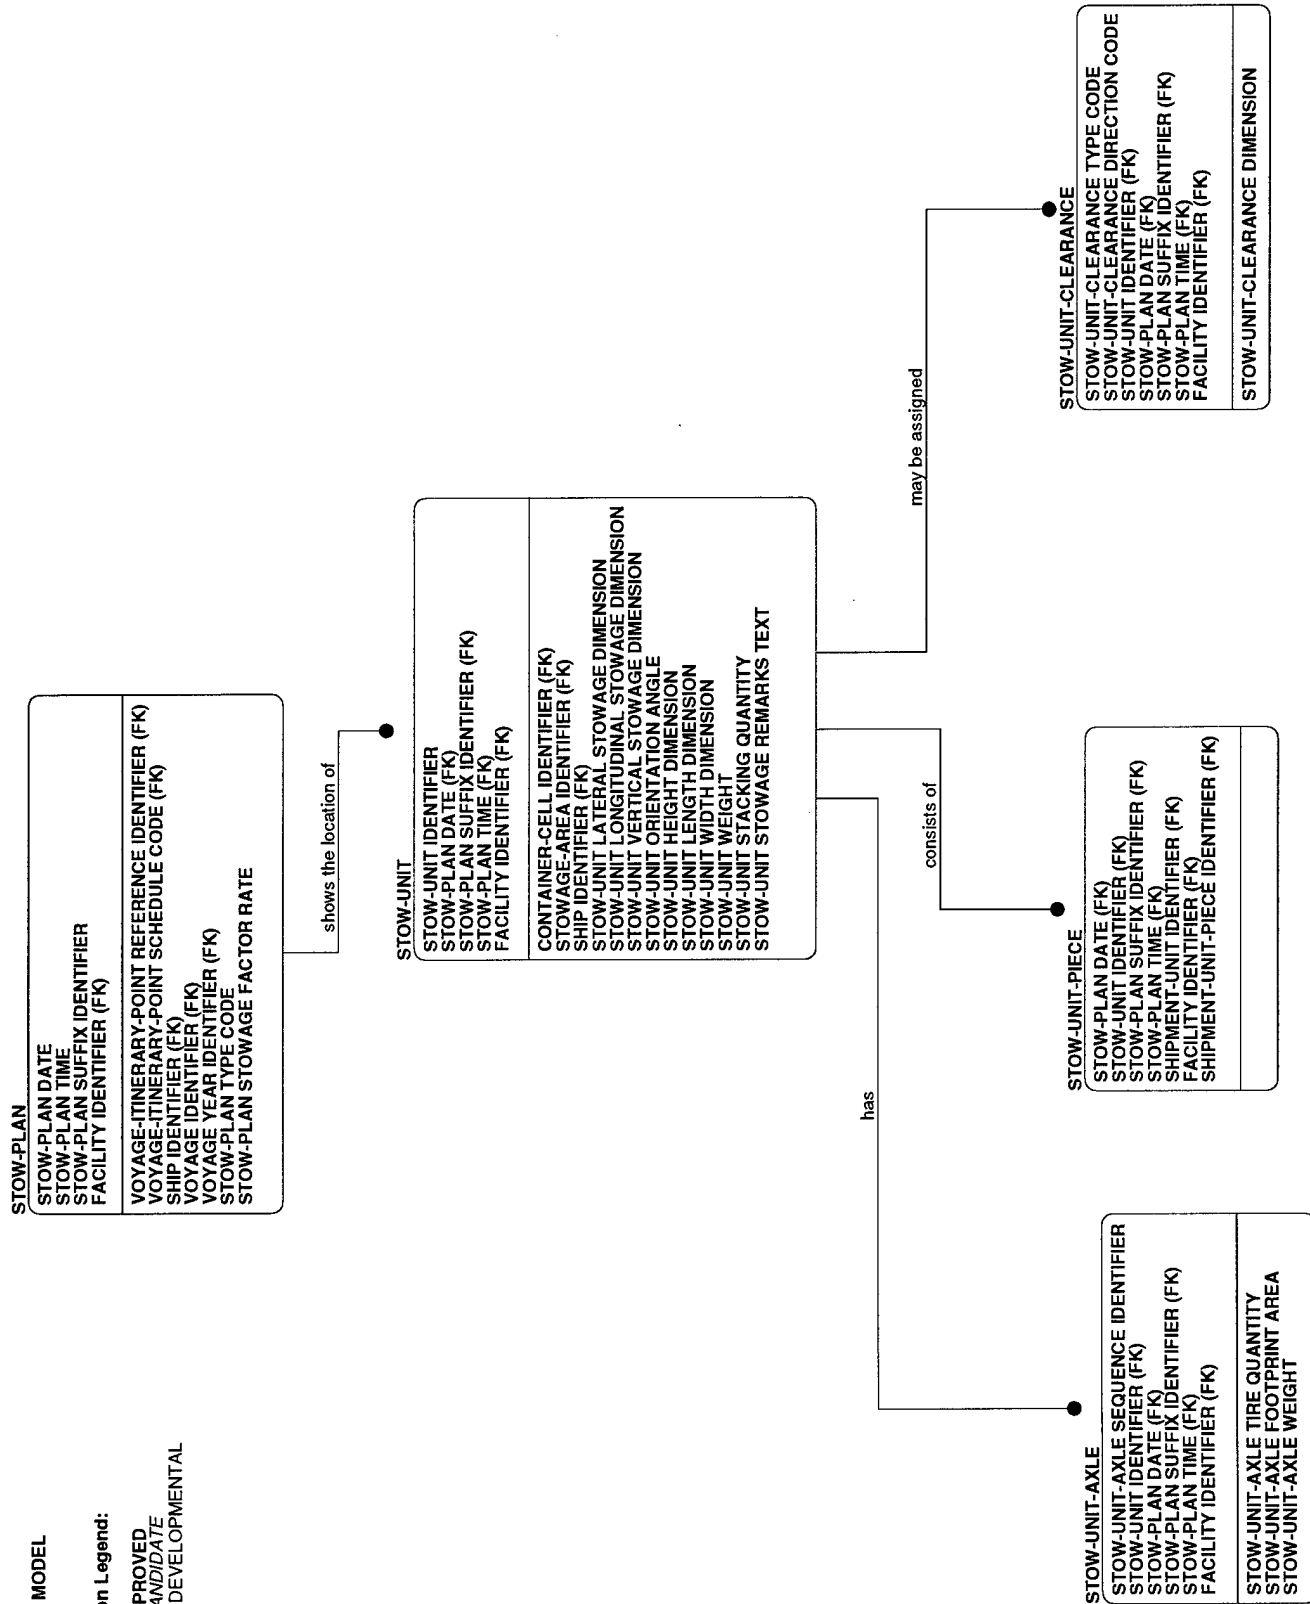 MODEL
on Legend:
PROVED
ANDIDATE
DEVELOPMENTAL
STOW-PLAN
STOW-PLAN DATE
STOW-PLAN TIME
STOW-PLAN SUFFIX IDENTIFIER
FACILITY IDENTIFIER (FK)
VOYAGE-ITINERARY-POINT REFERENCE IDENTIFIER (FK)
VOYAGE-ITINERARY-POINT SCHEDULE CODE (FK)
SHIP IDENTIFIER (FK)
VOYAGE IDENTIFIER (FK)
VOYAGE YEAR IDENTIFIER (FK)
STOW-PLAN TYPE CODE
STOW-PLAN STOWAGE FACTOR RATE
shows the location of
STOW-UNIT
STOW-UNIT IDENTIFIER
STOW-PLAN DATE (FK)
STOW-PLAN SUFFIX IDENTIFIER (FK)
STOW-PLAN TIME (FK)
FACILITY IDENTIFIER (FK)
CONTAINER-CELL IDENTIFIER (FK)
STOWAGE-AREA IDENTIFIER (FK)
SHIP IDENTIFIER (FK)
STOW-UNIT LATERAL STOWAGE DIMENSION
STOW-UNIT LONGITUDINAL STOWAGE DIMENSION
STOW-UNIT VERTICAL STOWAGE DIMENSION
STOW-UNIT ORIENTATION ANGLE
STOW-UNIT HEIGHT DIMENSION
STOW-UNIT LENGTH DIMENSION
STOW-UNIT WIDTH DIMENSION
STOW-UNIT WEIGHT
STOW-UNIT STACKING QUANTITY
STOW-UNIT STOWAGE REMARKS TEXT
has
consists of
may be assigned
STOW-UNIT-AXLE
STOW-UNIT-AXLE SEQUENCE IDENTIFIER
STOW-UNIT IDENTIFIER (FK)
STOW-PLAN DATE (FK)
STOW-PLAN SUFFIX IDENTIFIER (FK)
STOW-PLAN TIME (FK)
FACILITY IDENTIFIER (FK)
STOW-UNIT-AXLE TIRE QUANTITY
STOW-UNIT-AXLE FOOTPRINT AREA
STOW-UNIT-AXLE WEIGHT
STOW-UNIT-PIECE
STOW-PLAN DATE (FK)
STOW-UNIT IDENTIFIER (FK)
STOW-PLAN SUFFIX IDENTIFIER (FK)
STOW-PLAN TIME (FK)
SHIPMENT-UNIT IDENTIFIER (FK)
FACILITY IDENTIFIER (FK)
SHIPMENT-UNIT-PIECE IDENTIFIER (FK)
STOW-UNIT-CLEARANCE
STOW-UNIT-CLEARANCE TYPE CODE
STOW-UNIT-CLEARANCE DIRECTION CODE
STOW-UNIT IDENTIFIER (FK)
STOW-PLAN DATE (FK)
STOW-PLAN SUFFIX IDENTIFIER (FK)
STOW-PLAN TIME (FK)
FACILITY IDENTIFIER (FK)
STOW-UNIT-CLEARANCE DIMENSION